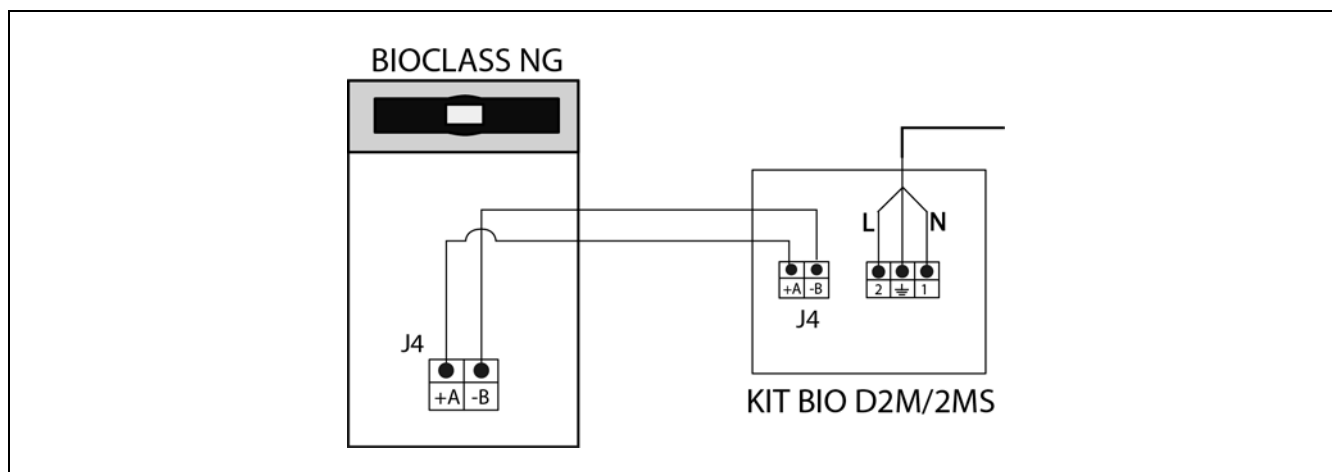 BIOCLASS NG
L N
+A -B
2 ⏚ 1
J4
J4
+A -B
KIT BIO D2M/2MS